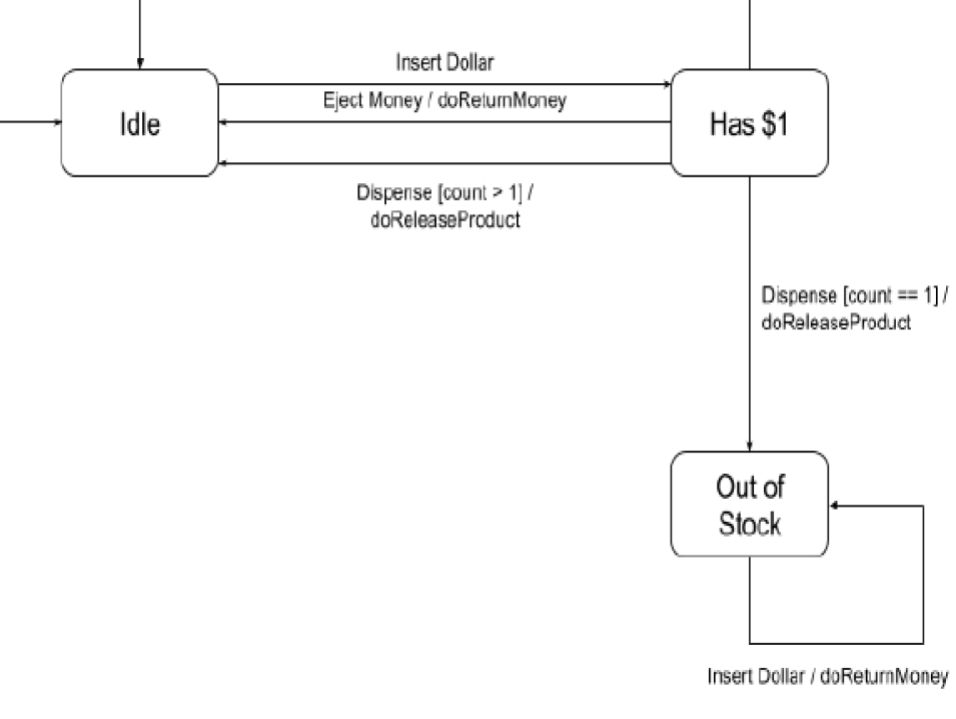 Insert Dollar
Eject Money / doReturnMoney
Idle
Has $1
Dispense [count > 1] /
doReleaseProduct
Dispense [count == 1] /
doReleaseProduct
Out of
Stock
Insert Dollar / doReturnMoney